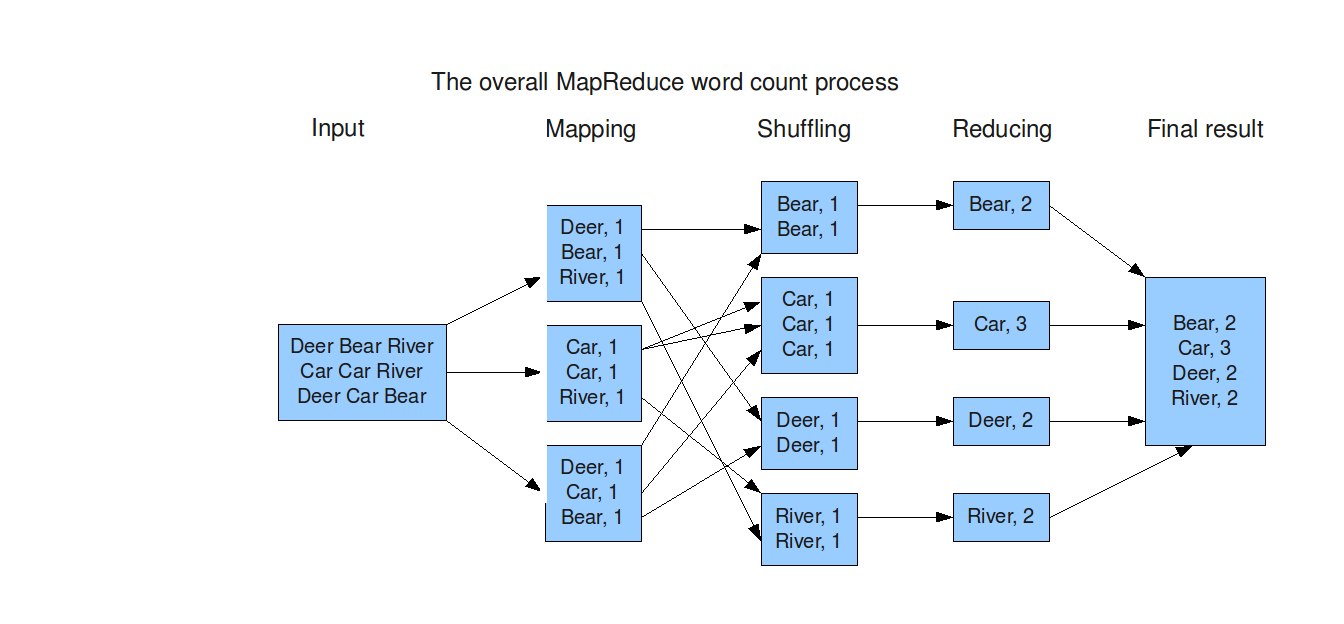 The overall MapReduce word count process
Input
Mapping
Shuffling
Reducing
Final result
Deer Bear River
Car Car River
Deer Car Bear
Deer, 1
Bear, 1
River, 1
Car, 1
Car, 1
River, 1
Deer, 1
Car, 1
Bear, 1
Bear, 1
Bear, 1
Car, 1
Car, 1
Car, 1
Deer, 1
Deer, 1
River, 1
River, 1
Bear, 2
Car, 3
Deer, 2
River, 2
Bear, 2
Car, 3
Deer, 2
River, 2